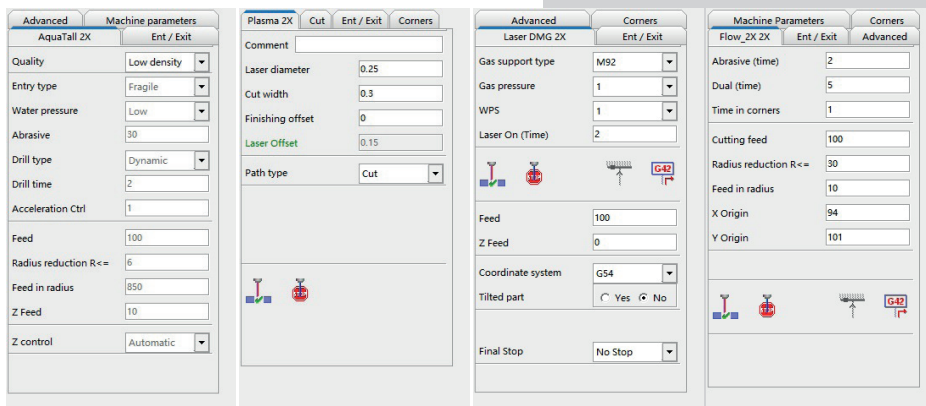 Advanced Machine parameters
AquaTall 2X Ent / Exit
Quality Low density
Entry type Fragile
Water pressure Low
Abrasive 30
Drill type Dynamic
Drill time 2
Acceleration Ctrl 1
Feed 100
Radius reduction R<= 6
Feed in radius 850
Z Feed 10
Z control Automatic
Plasma 2X Cut Ent / Exit Corners
Comment
Laser diameter 0.25
Cut width 0.3
Finishing offset 0
Laser Offset 0.15
Path type Cut
STOP
Advanced Corners
Laser DMG 2X Ent / Exit
Gas support type M92
Gas pressure 1
WPS 1
Laser On (Time) 2
STOP G42
Feed 100
Z Feed 0
Coordinate system G54
Tilted part Yes No
Final Stop No Stop
Machine Parameters Corners
Flow_2X 2X Ent / Exit Advanced
Abrasive (time) 2
Dual (time) 5
Time in corners 1
Cutting feed 100
Radius reduction R<= 30
Feed in radius 10
X Origin 94
Y Origin 101
STOP G42